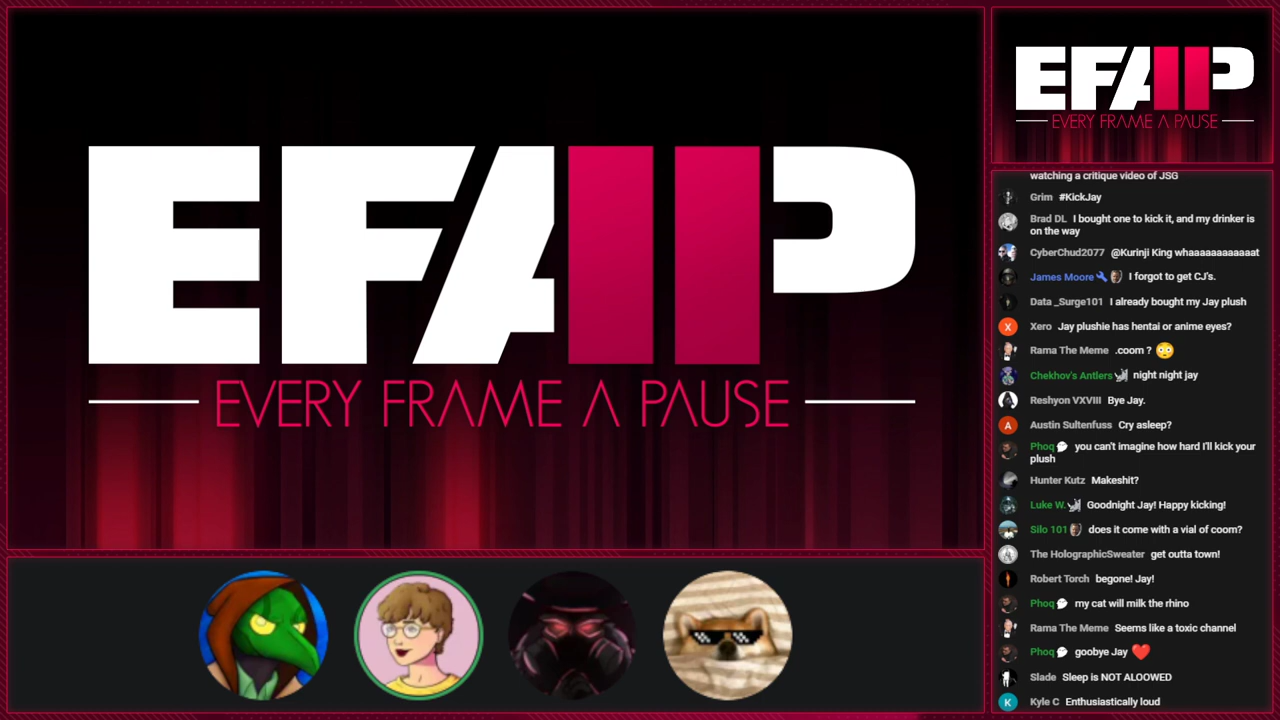 EFAP
EVERY FRAME A PAUSE
EFAP
EVERY FRAME A PAUSE
watching a critique video of JSG
Grim #KickJay
Brad DL I bought one to kick it, and my drinker is
on the way
CyberChud2077 @Kurinji King whaaaaaaaaaaaat
James Moore I forgot to get CJ's.
Data _Surge101 I already bought my Jay plush
X
Xero Jay plushie has hentai or anime eyes?
Rama The Meme .coom ? 😳
Chekhov's Antlers night night jay
Reshyon VXVIII Bye Jay.
A
Austin Sultenfuss Cry asleep?
Phoq you can't imagine how hard I'll kick your
plush
Hunter Kutz Makeshit?
Luke W. Goodnight Jay! Happy kicking!
Silo 101 does it come with a vial of coom?
The HolographicSweater get outta town!
Robert Torch begone! Jay!
Phoq my cat will milk the rhino
Rama The Meme Seems like a toxic channel
Phoq goobye Jay ❤️
Slade Sleep is NOT ALOOWED
K
Kyle C Enthusiastically loud